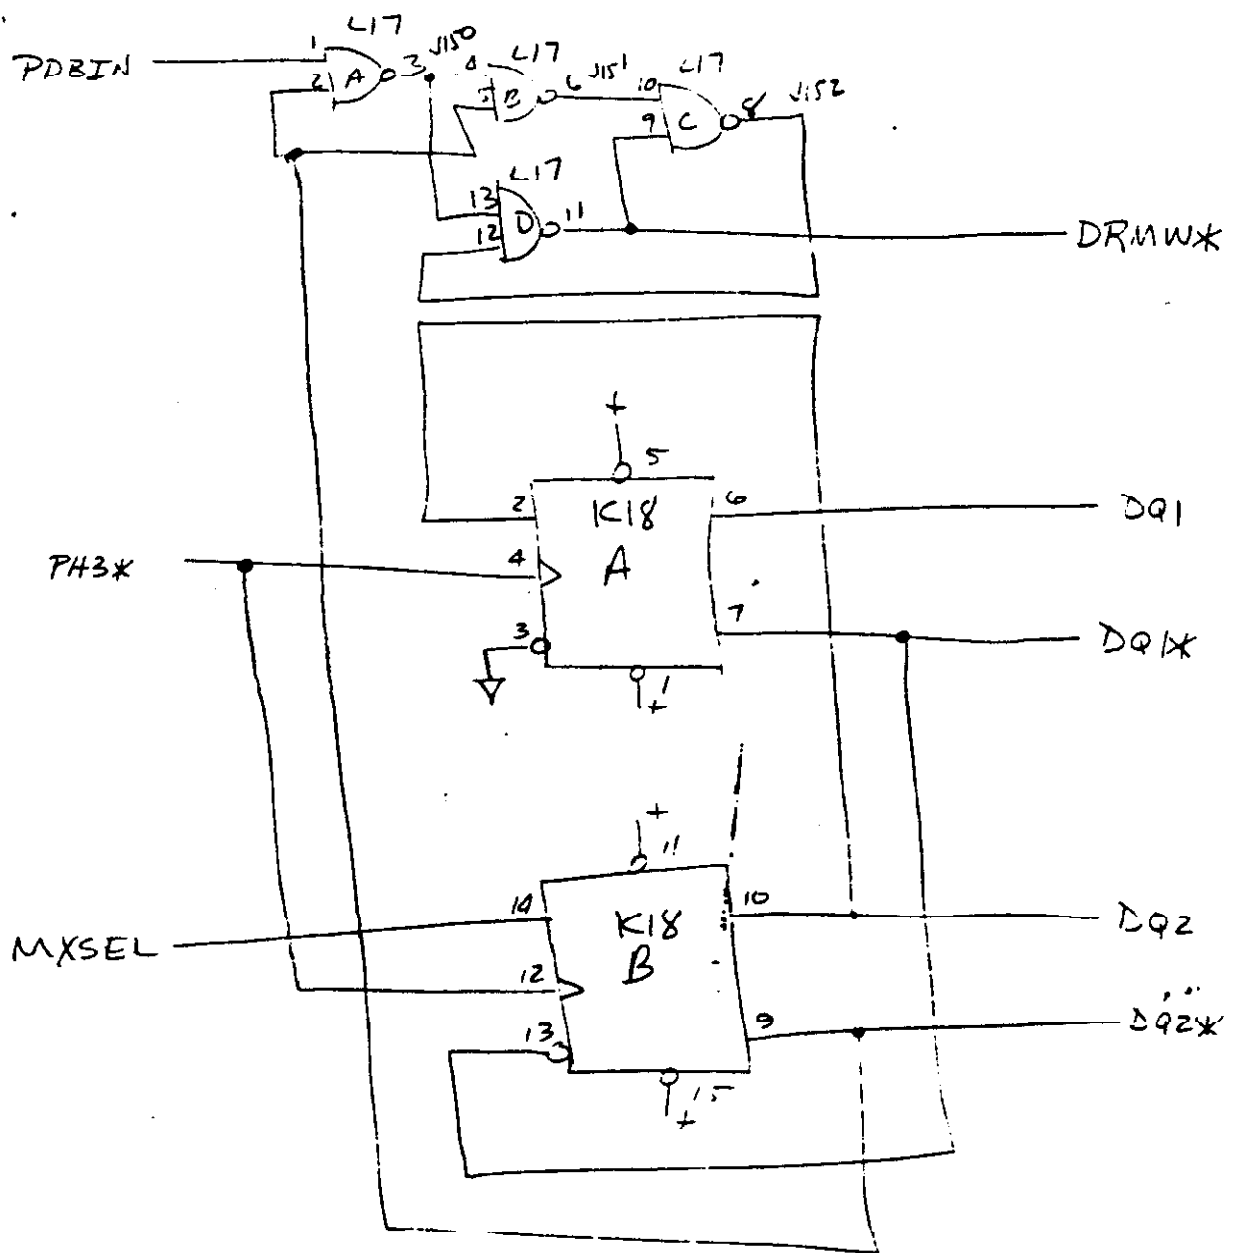 L17
PDBIN 1 2 A 3 J150
L17
4 5 B 6 J151
L17
10 9 C 8 J152
L17
13 12 D 11
DRMW*
+
5
2 K18 6 DQ1
PH3* 4 A
3 7 DQ1*
+ 1
+
11
MXSEL 14 K18 10 DQ2
12 B
13 9 DQ2*
+ 15